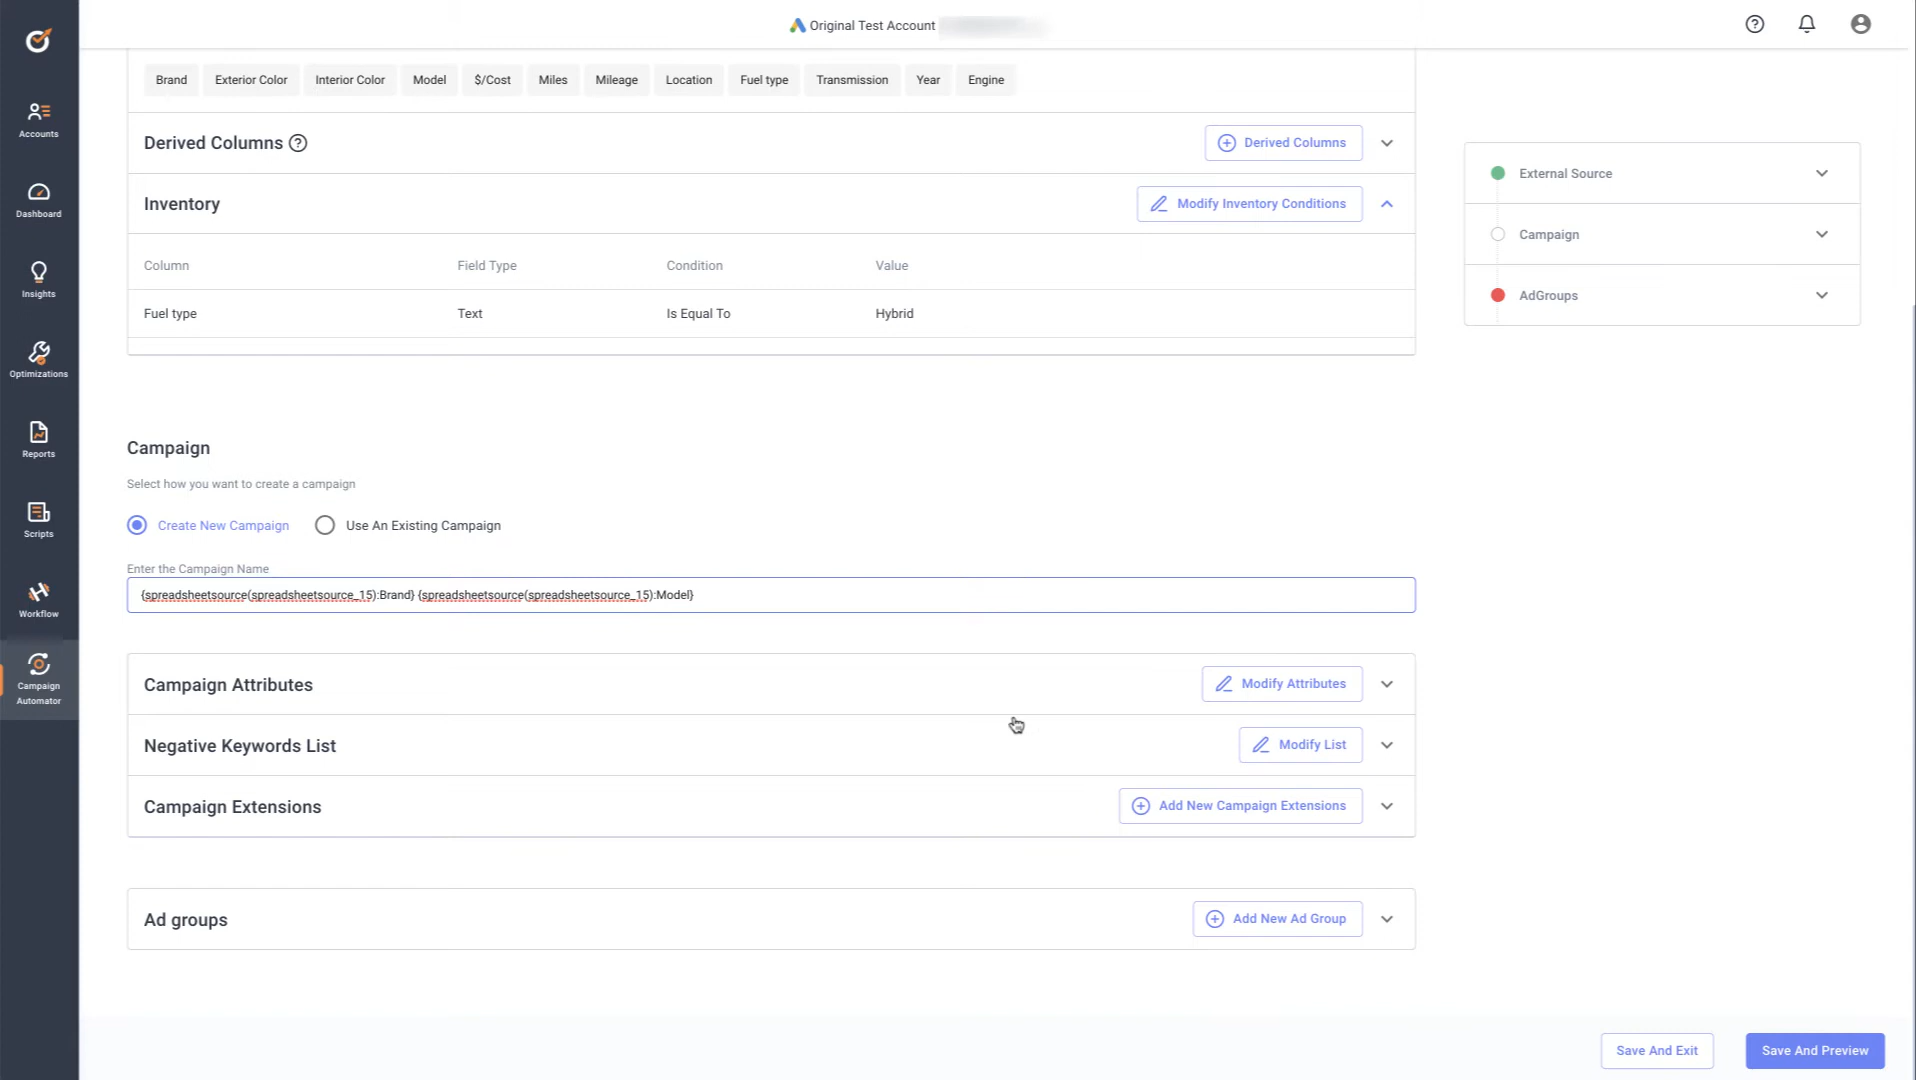 Original Test Account
Brand Exterior Color Interior Color Model $/Cost Miles Mileage Location Fuel type Transmission Year Engine
Accounts
Dashboard
Insights
Optimizations
Reports
Scripts
Workflow
Campaign
Automator
Derived Columns ? Derived Columns
Inventory Modify Inventory Conditions
Column Field Type Condition Value
Fuel type Text Is Equal To Hybrid
External Source
Campaign
AdGroups
Campaign
Select how you want to create a campaign
Create New Campaign Use An Existing Campaign
Enter the Campaign Name
{spreadsheetsource(spreadsheetsource_15):Brand} {spreadsheetsource(spreadsheetsource_15):Model}
Campaign Attributes Modify Attributes
Negative Keywords List Modify List
Campaign Extensions Add New Campaign Extensions
Ad groups Add New Ad Group
Save And Exit Save And Preview